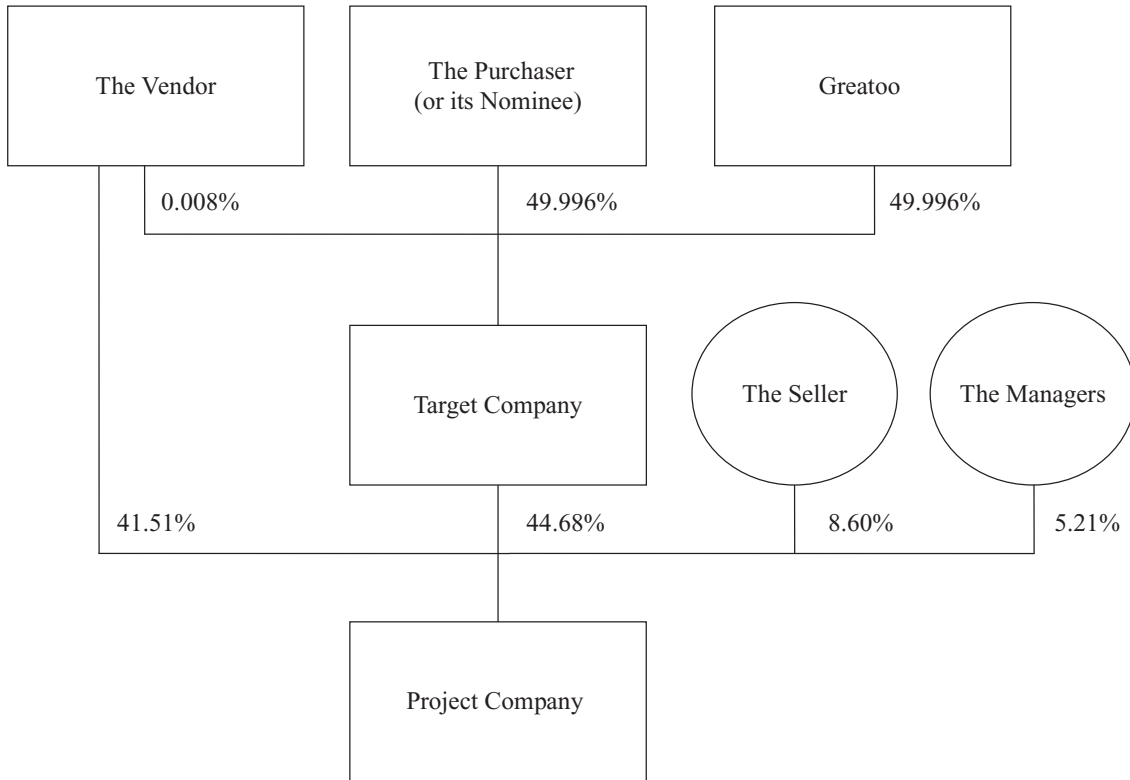 The Vendor
The Purchaser
(or its Nominee)
Greatoo
0.008%
49.996%
49.996%
Target Company
The Seller
The Managers
41.51%
44.68%
8.60%
5.21%
Project Company